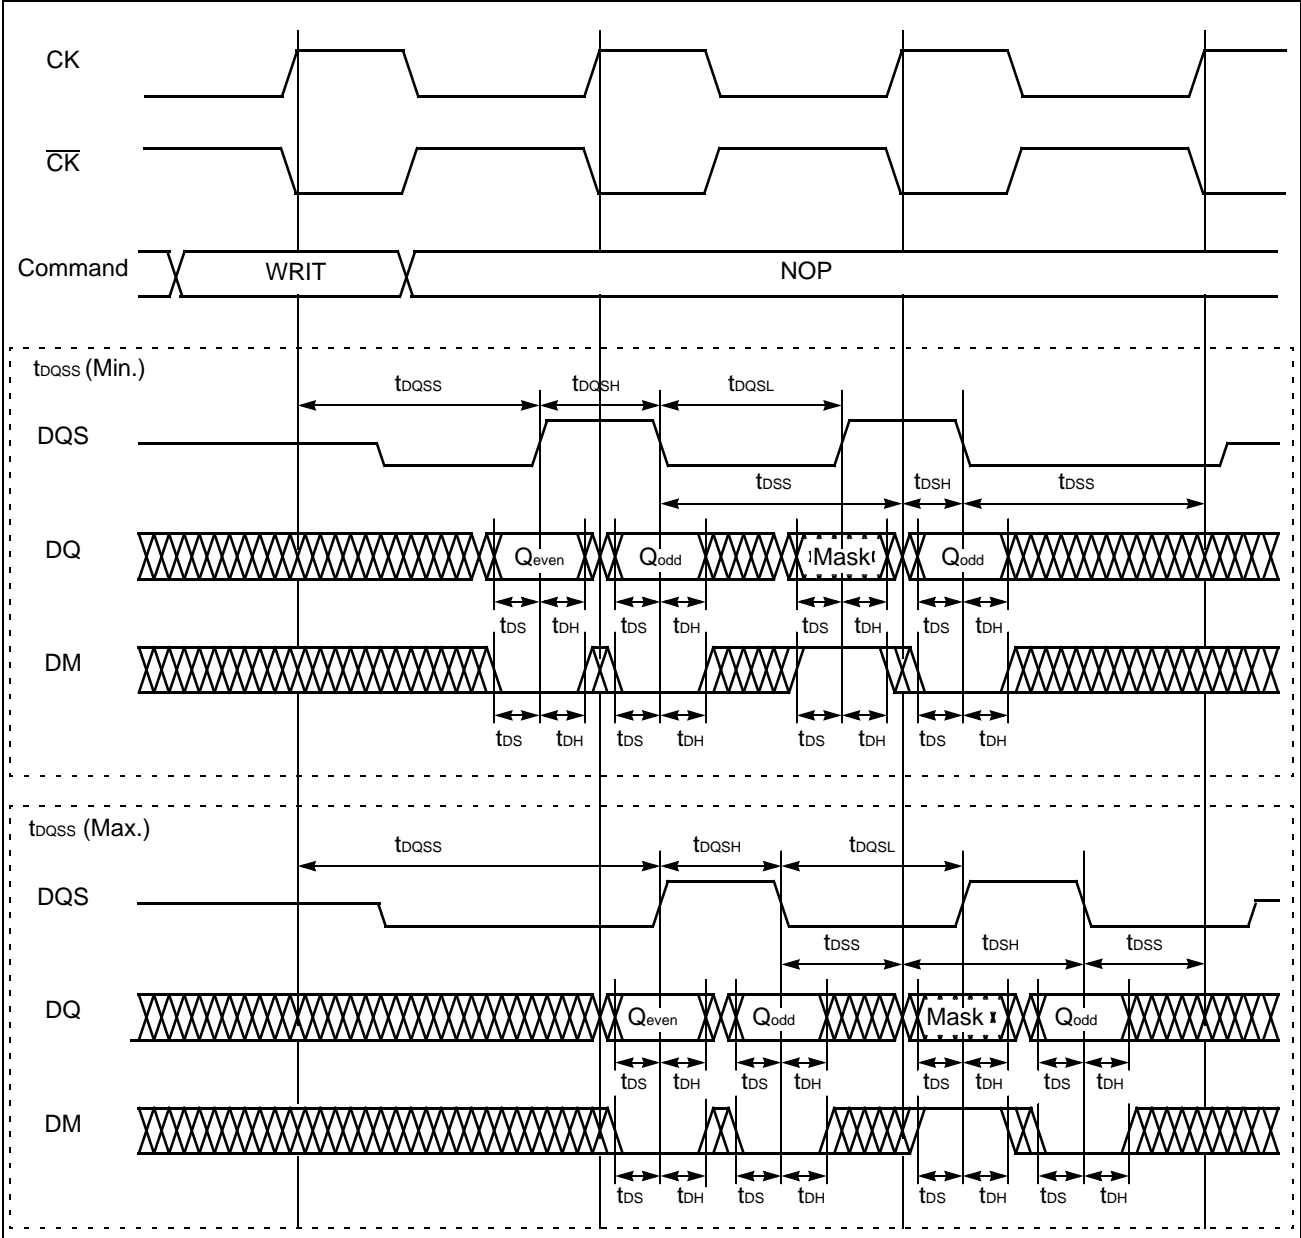 CK
CK
Command WRIT NOP
tDQSS (Min.)
tDQSS tDQSH tDQSL
DQS
tDSS tDSH tDSS
DQ Qeven Qodd Mask Qodd
tDS tDH tDS tDH tDS tDH tDS tDH
DM
tDS tDH tDS tDH tDS tDH tDS tDH
tDQSS (Max.)
tDQSS tDQSH tDQSL
DQS
tDSS tDSH tDSS
DQ Qeven Qodd Mask Qodd
tDS tDH tDS tDH tDS tDH tDS tDH
DM
tDS tDH tDS tDH tDS tDH tDS tDH